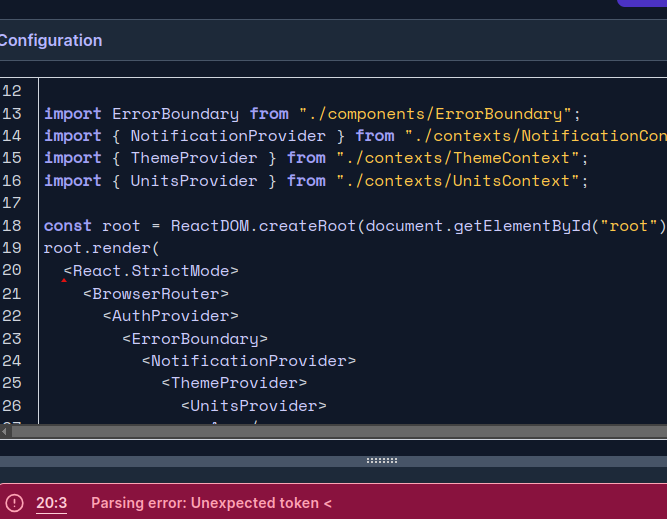 Configuration
12
13 import ErrorBoundary from "./components/ErrorBoundary";
14 import { NotificationProvider } from "./contexts/NotificationCon
15 import { ThemeProvider } from "./contexts/ThemeContext";
16 import { UnitsProvider } from "./contexts/UnitsContext";
17
18 const root = ReactDOM.createRoot(document.getElementById("root")
19 root.render(
20 <React.StrictMode>
21 <BrowserRouter>
22 <AuthProvider>
23 <ErrorBoundary>
24 <NotificationProvider>
25 <ThemeProvider>
26 <UnitsProvider>
20:3 Parsing error: Unexpected token <